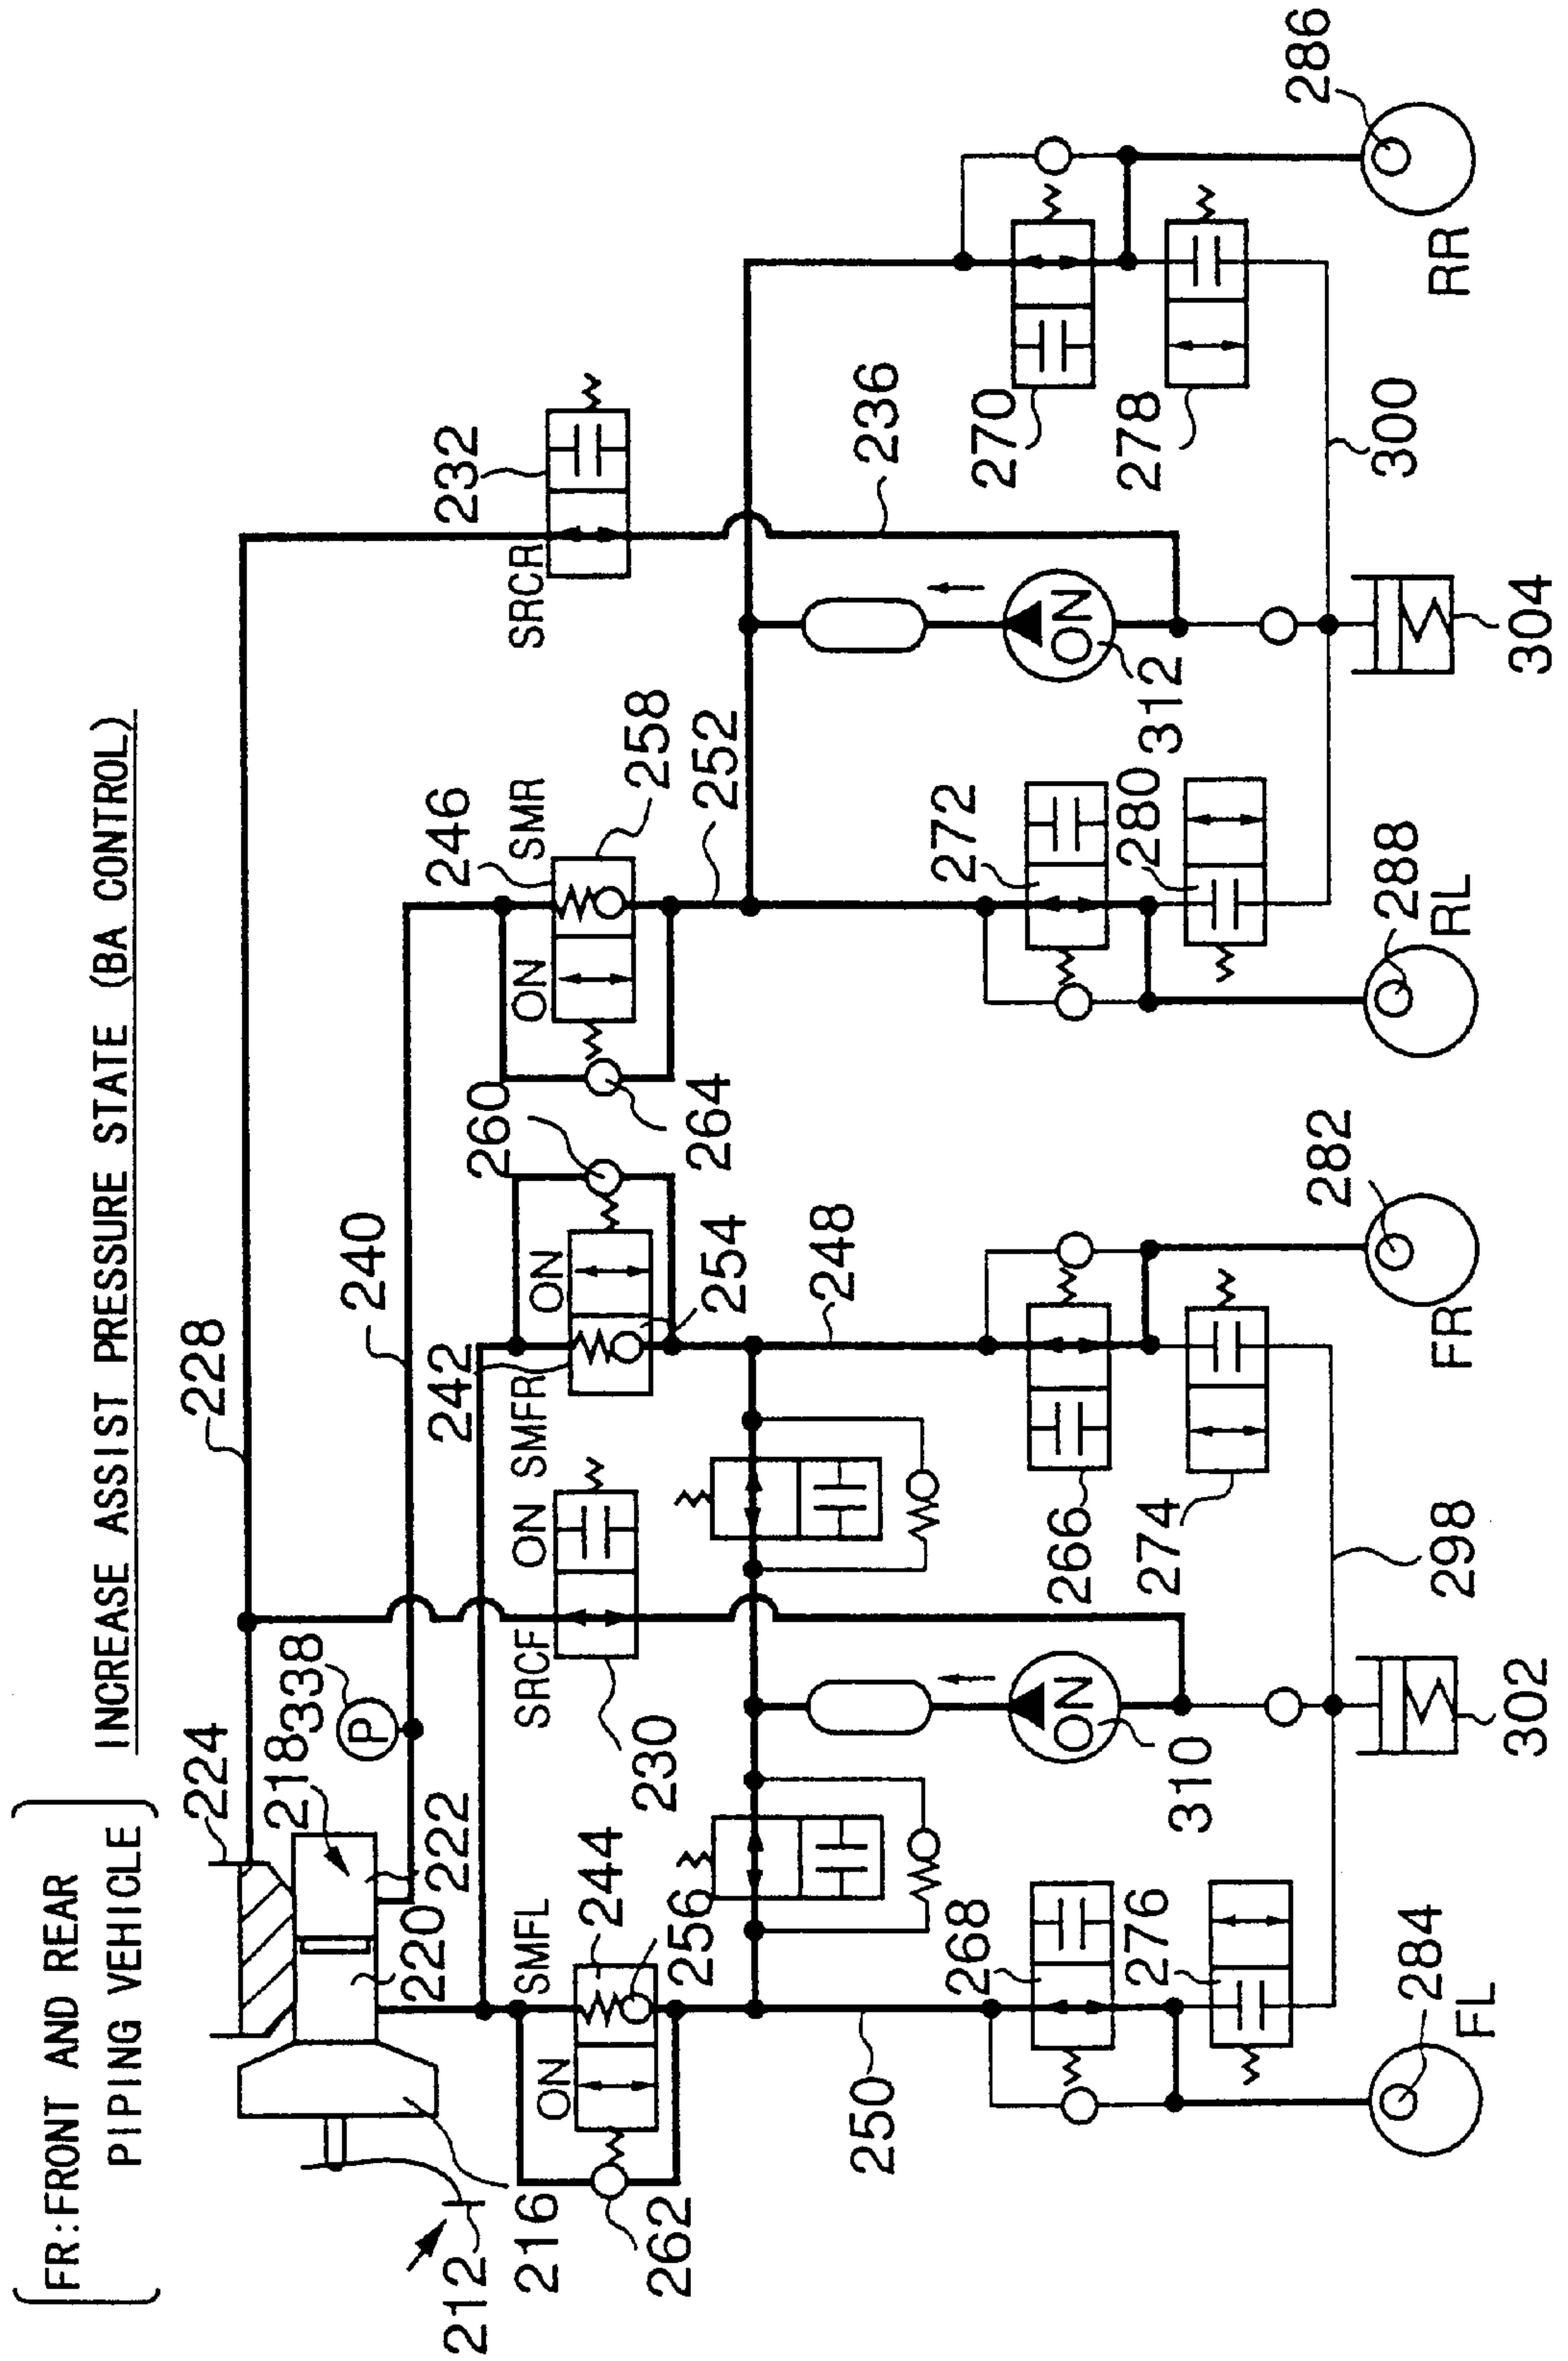 FR:FRONT AND REAR
PIPING VEHICLE
INCREASE ASSIST PRESSURE STATE (BA CONTROL)
224
218
338
228
P
240
232
SRCR
212
216
220
222
SMFL
244
ON
262
256
SRCF
ON
230
SMFR
242
ON
254
260
264
246
SMR
ON
258
252
236
250
248
268
276
310
ON
266
274
272
280
312
ON
270
278
284
FL
302
298
282
FR
288
RL
304
300
286
RR